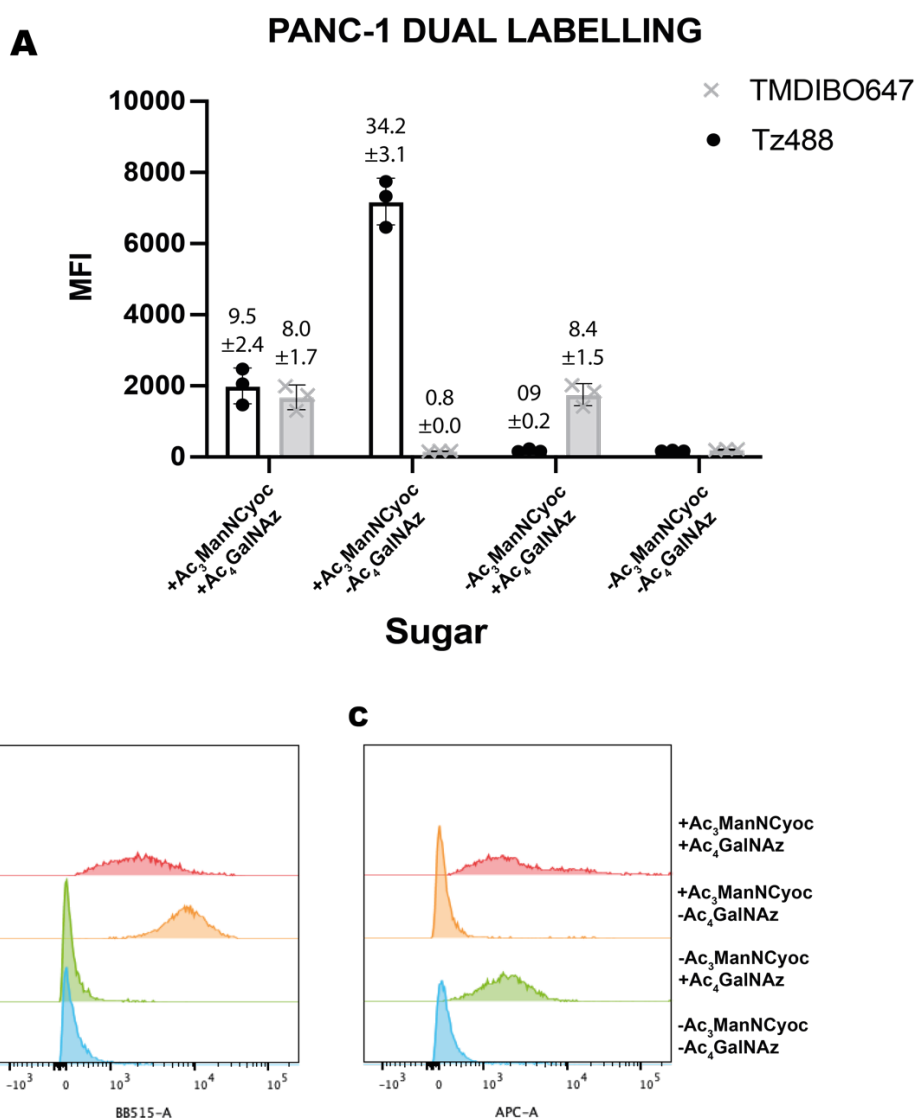 A
PANC-1 DUAL LABELLING
TMDIBO647
Tz488
MFI
10000
8000
6000
4000
2000
0
9.5
±2.4
8.0
±1.7
34.2
±3.1
0.8
±0.0
09
±0.2
8.4
±1.5
+Ac3ManNCyoc
+Ac4GalNAz
+Ac3ManNCyoc
-Ac4GalNAz
-Ac3ManNCyoc
+Ac4GalNAz
-Ac3ManNCyoc
-Ac4GalNAz
Sugar
C
-10³ 0 10³ 10⁴ 10⁵
BB515-A
-10³ 0 10³ 10⁴ 10⁵
APC-A
+Ac3ManNCyoc
+Ac4GalNAz
+Ac3ManNCyoc
-Ac4GalNAz
-Ac3ManNCyoc
+Ac4GalNAz
-Ac3ManNCyoc
-Ac4GalNAz